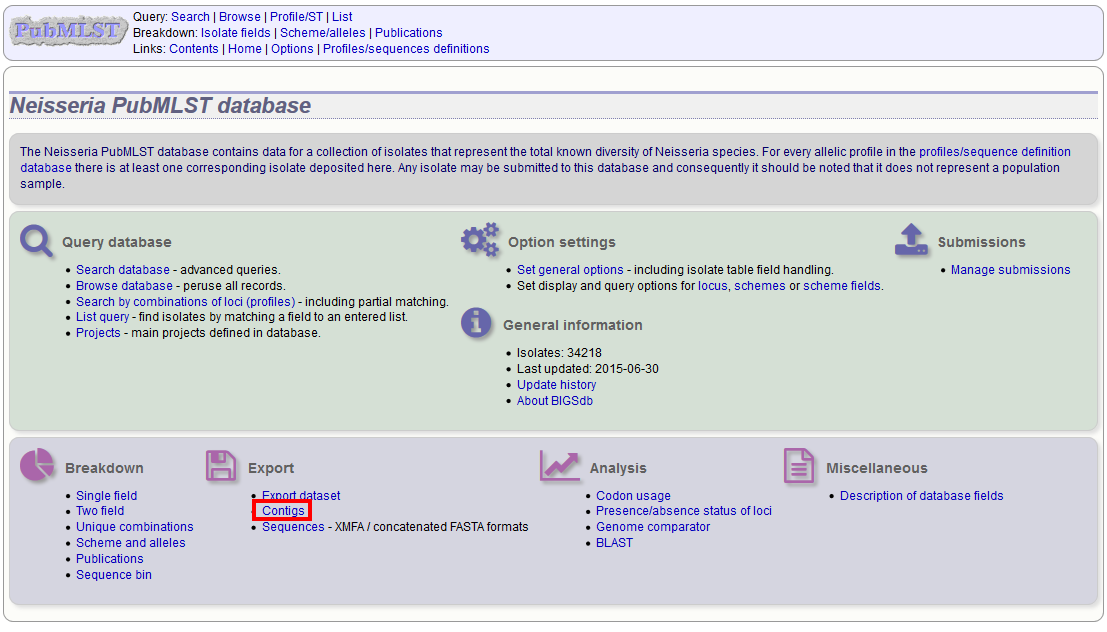 PubMLST
Query: Search | Browse | Profile/ST | List
Breakdown: Isolate fields | Scheme/alleles | Publications
Links: Contents | Home | Options | Profiles/sequences definitions
Neisseria PubMLST database
The Neisseria PubMLST database contains data for a collection of isolates that represent the total known diversity of Neisseria species. For every allelic profile in the profiles/sequence definition
database there is at least one corresponding isolate deposited here. Any isolate may be submitted to this database and consequently it should be noted that it does not represent a population
sample.
Query database
• Search database - advanced queries.
• Browse database - peruse all records.
• Search by combinations of loci (profiles) - including partial matching.
• List query - find isolates by matching a field to an entered list.
• Projects - main projects defined in database.
Option settings
• Set general options - including isolate table field handling.
• Set display and query options for locus, schemes or scheme fields.
General information
• Isolates: 34218
• Last updated: 2015-06-30
• Update history
• About BIGSdb
Submissions
• Manage submissions
Breakdown
• Single field
• Two field
• Unique combinations
• Scheme and alleles
• Publications
• Sequence bin
Export
• Export dataset
Contigs
• Sequences - XMFA / concatenated FASTA formats
Analysis
• Codon usage
• Presence/absence status of loci
• Genome comparator
• BLAST
Miscellaneous
• Description of database fields